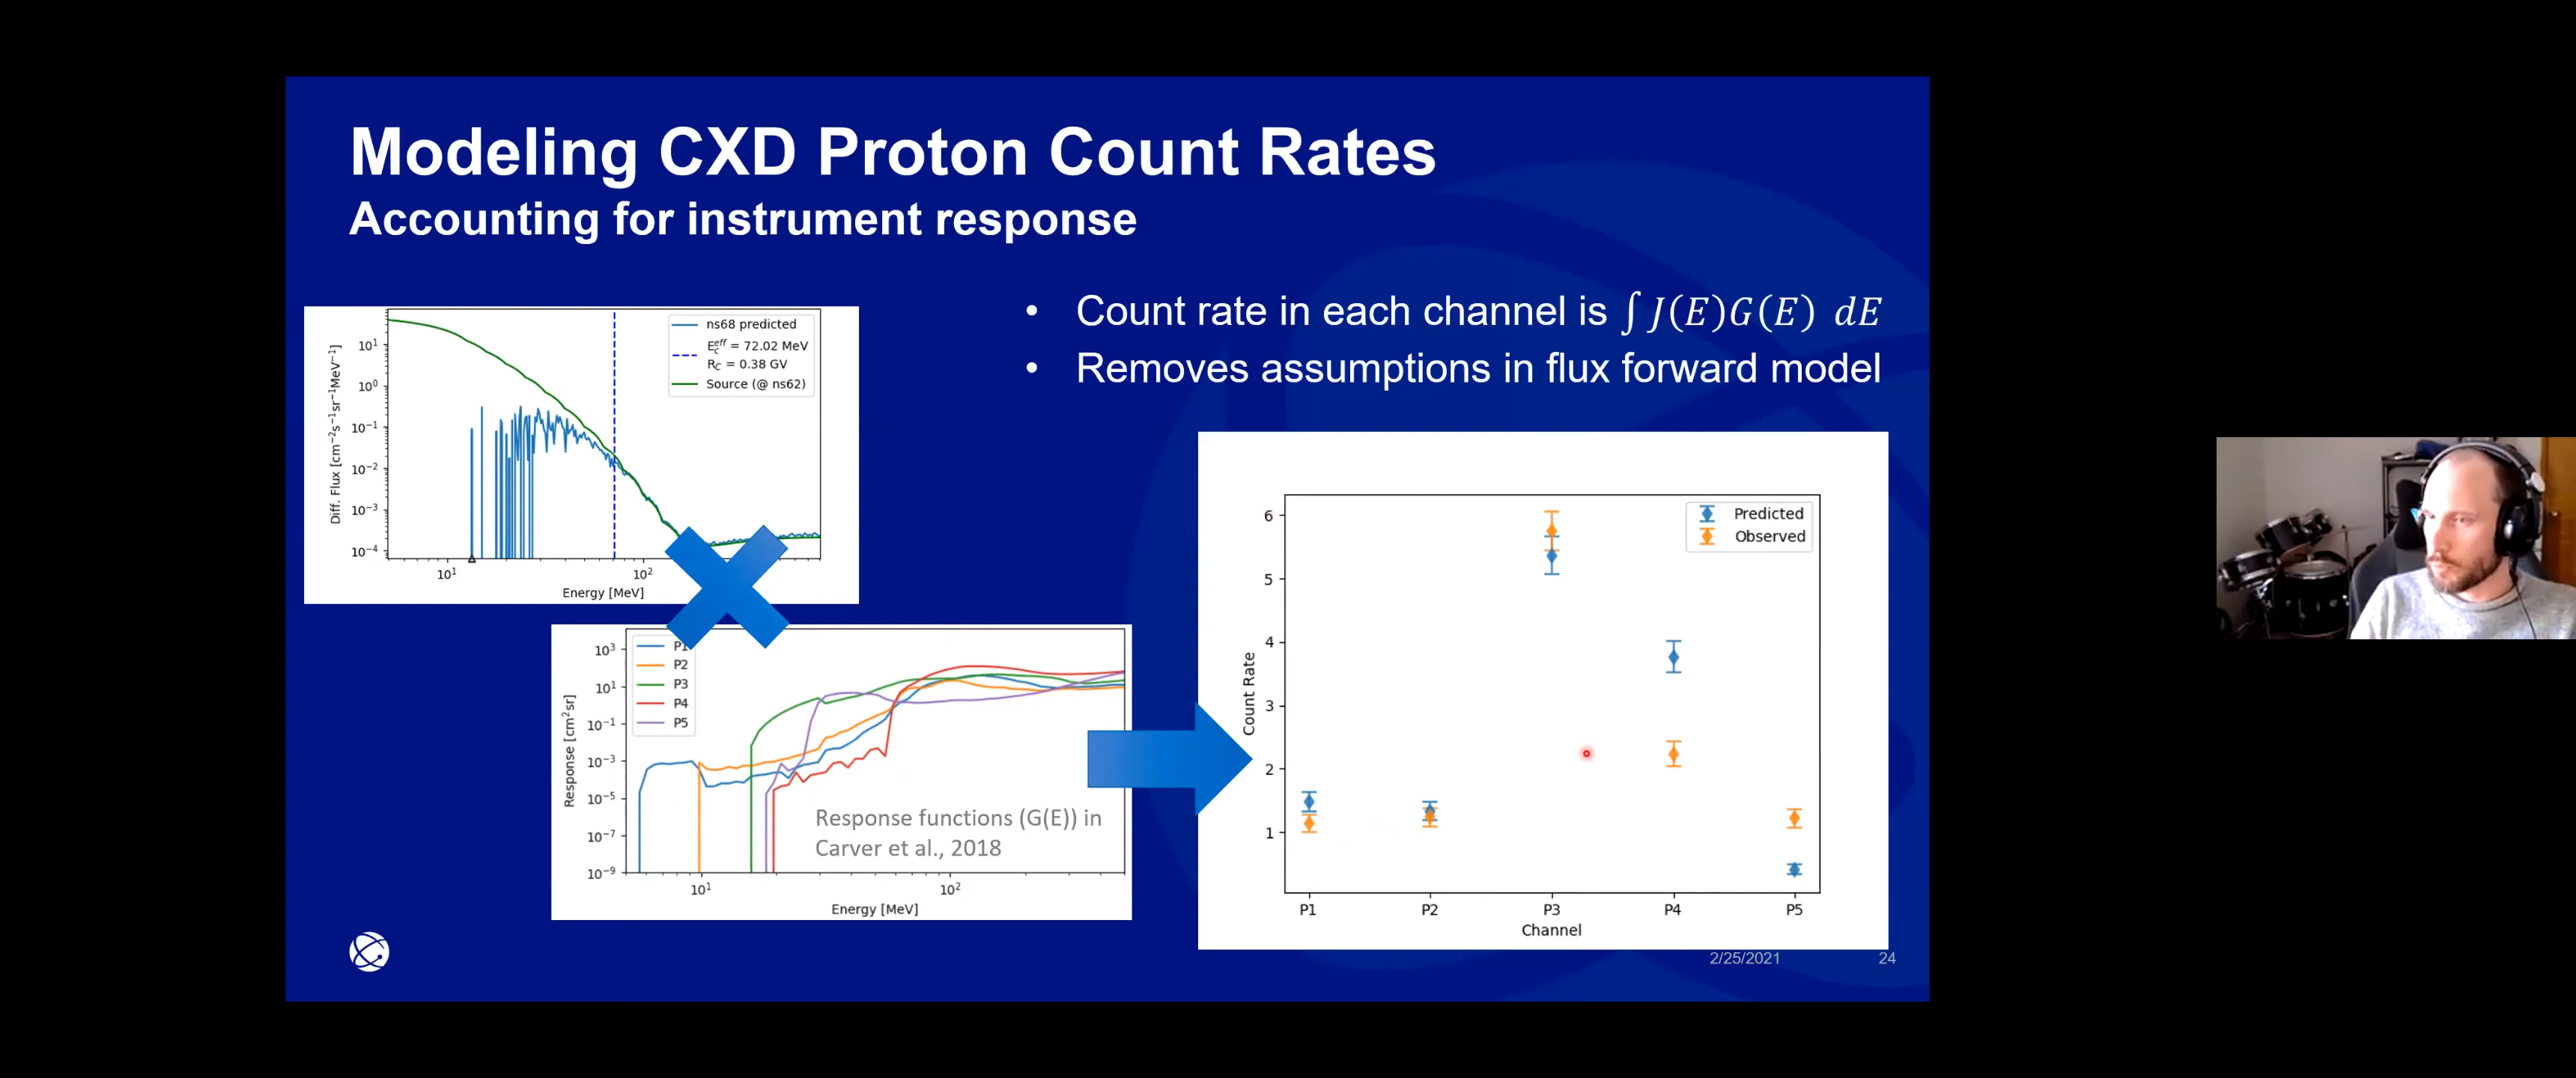 Modeling CXD Proton Count Rates
Accounting for instrument response
• Count rate in each channel is ∫ J(E)G(E) dE
• Removes assumptions in flux forward model
Diff. Flux [cm⁻²s⁻¹sr⁻¹MeV⁻¹]
10¹
10⁰
10⁻¹
10⁻²
10⁻³
10⁻⁴
ns68 predicted
E_c^eff = 72.02 MeV
R_C = 0.38 GV
Source (@ ns62)
10¹ 10²
Energy [MeV]
Response [cm²sr]
10³
10¹
10⁻¹
10⁻³
10⁻⁵
10⁻⁷
10⁻⁹
P1
P2
P3
P4
P5
Response functions (G(E)) in
Carver et al., 2018
10¹ 10²
Energy [MeV]
Count Rate
6
5
4
3
2
1
Predicted
Observed
P1 P2 P3 P4 P5
Channel
2/25/2021 24